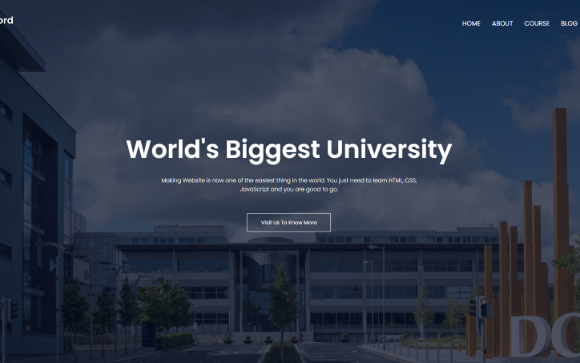 ord
HOME ABOUT COURSE BLOG
World's Biggest University
Making Website is now one of the easiest thing in the world. You just need to learn HTML, CSS,
JavaScript and you are good to go.
Visit Us To Know More
DC